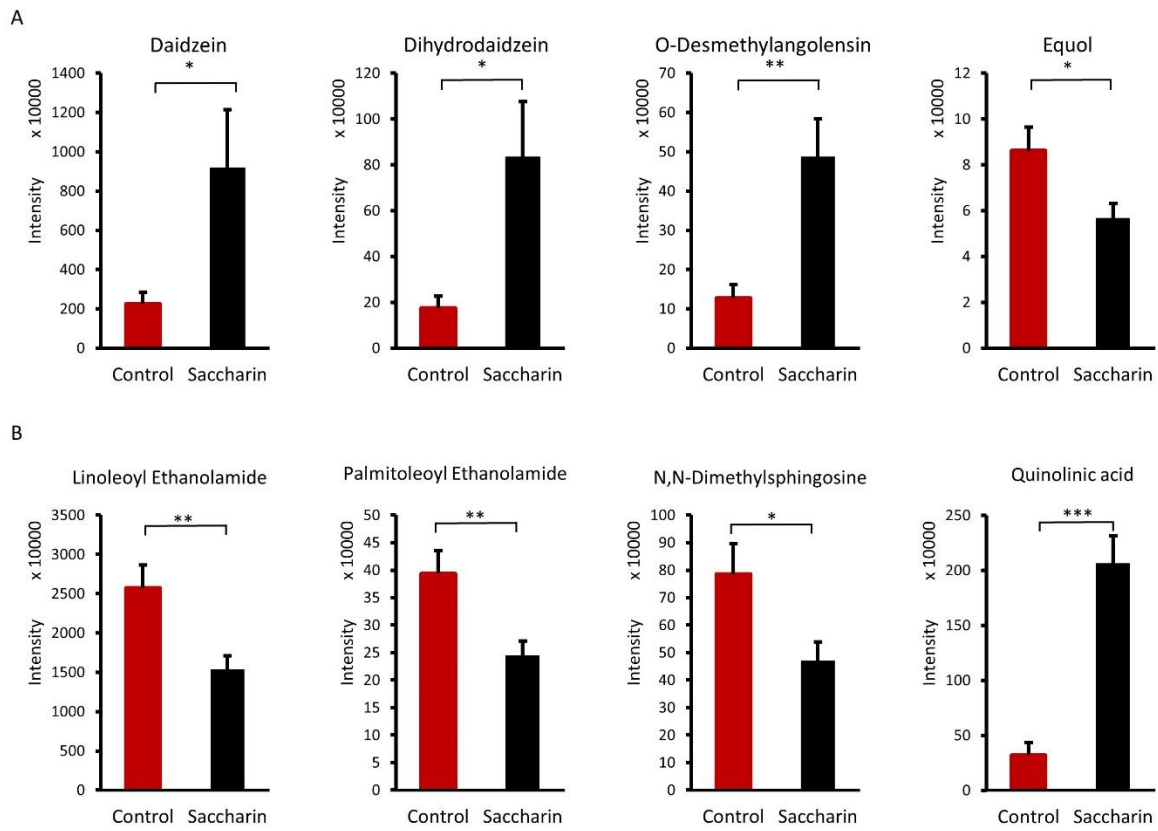 A
Daidzein
*
x 10000
Intensity
1400
1200
1000
800
600
400
200
0
Control Saccharin
Dihydrodaidzein
*
x 10000
Intensity
120
100
80
60
40
20
0
Control Saccharin
O-Desmethylangolensin
**
x 10000
Intensity
70
60
50
40
30
20
10
0
Control Saccharin
Equol
*
x 10000
Intensity
12
10
8
6
4
2
0
Control Saccharin
B
Linoleoyl Ethanolamide
**
x 10000
Intensity
3500
3000
2500
2000
1500
1000
500
0
Control Saccharin
Palmitoleoyl Ethanolamide
**
x 10000
Intensity
50
45
40
35
30
25
20
15
10
5
0
Control Saccharin
N,N-Dimethylsphingosine
*
x 10000
Intensity
100
90
80
70
60
50
40
30
20
10
0
Control Saccharin
Quinolinic acid
***
x 10000
Intensity
250
200
150
100
50
0
Control Saccharin